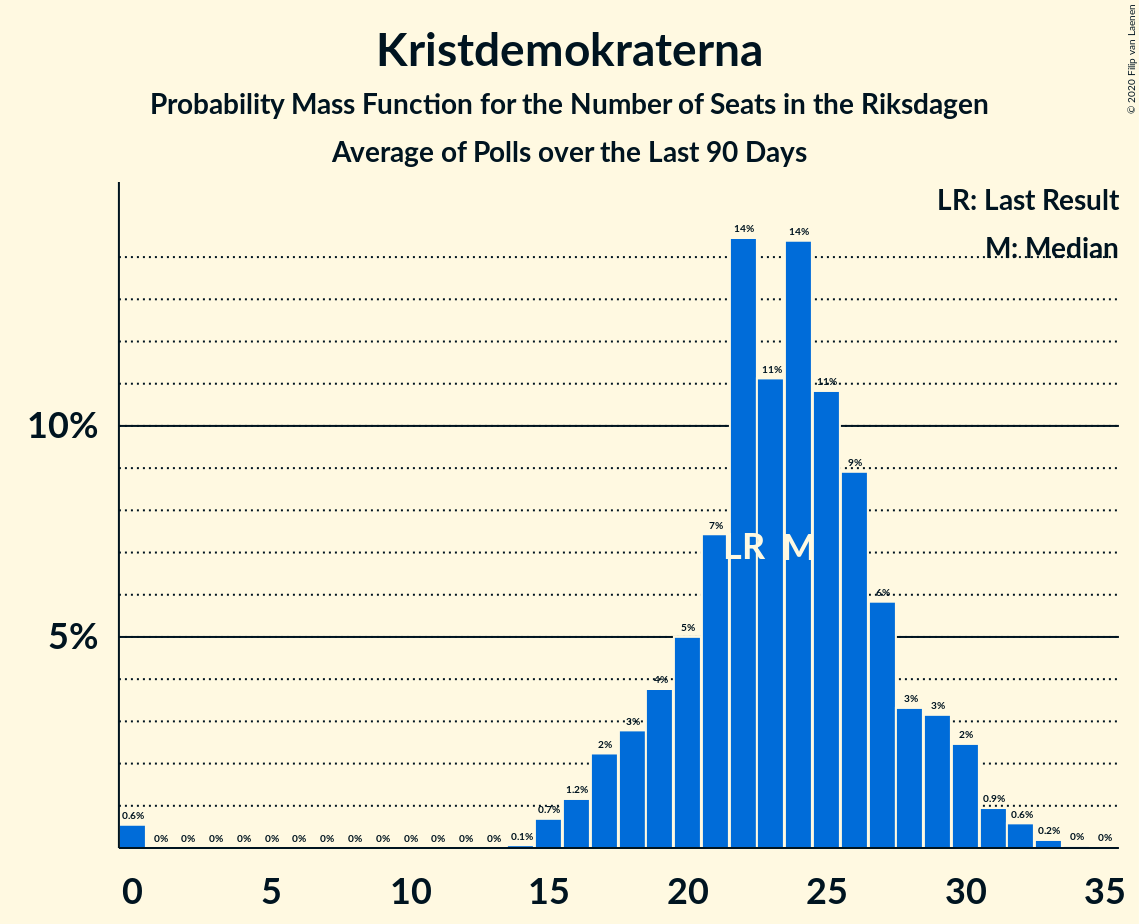 Kristdemokraterna
Probability Mass Function for the Number of Seats in the Riksdagen
Average of Polls over the Last 90 Days
© 2020 Filip van Laenen
LR: Last Result
M: Median
14%
14%
11%
11%
10%
9%
7%
LR
M
6%
5%
5%
4%
3%
3%
3%
2%
2%
1.2%
0.9%
0.7%
0.6%
0.6%
0.2%
0.1%
0% 0% 0% 0% 0% 0% 0% 0% 0% 0% 0% 0% 0% 0% 0%
0 5 10 15 20 25 30 35